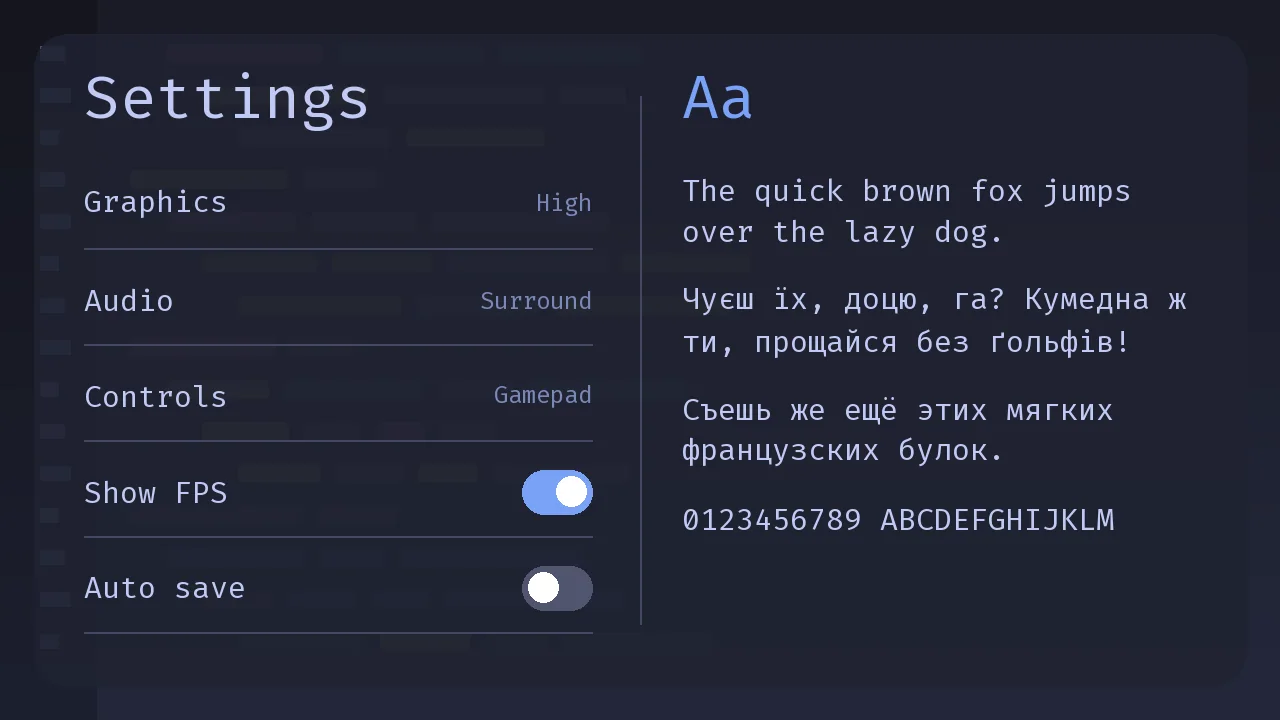 Settings
Graphics High
Audio Surround
Controls Gamepad
Show FPS
Auto save
Aa
The quick brown fox jumps
over the lazy dog.
Чуєш їх, доцю, га? Кумедна ж
ти, прощайся без ґольфів!
Съешь же ещё этих мягких
французских булок.
0123456789 ABCDEFGHIJKLM